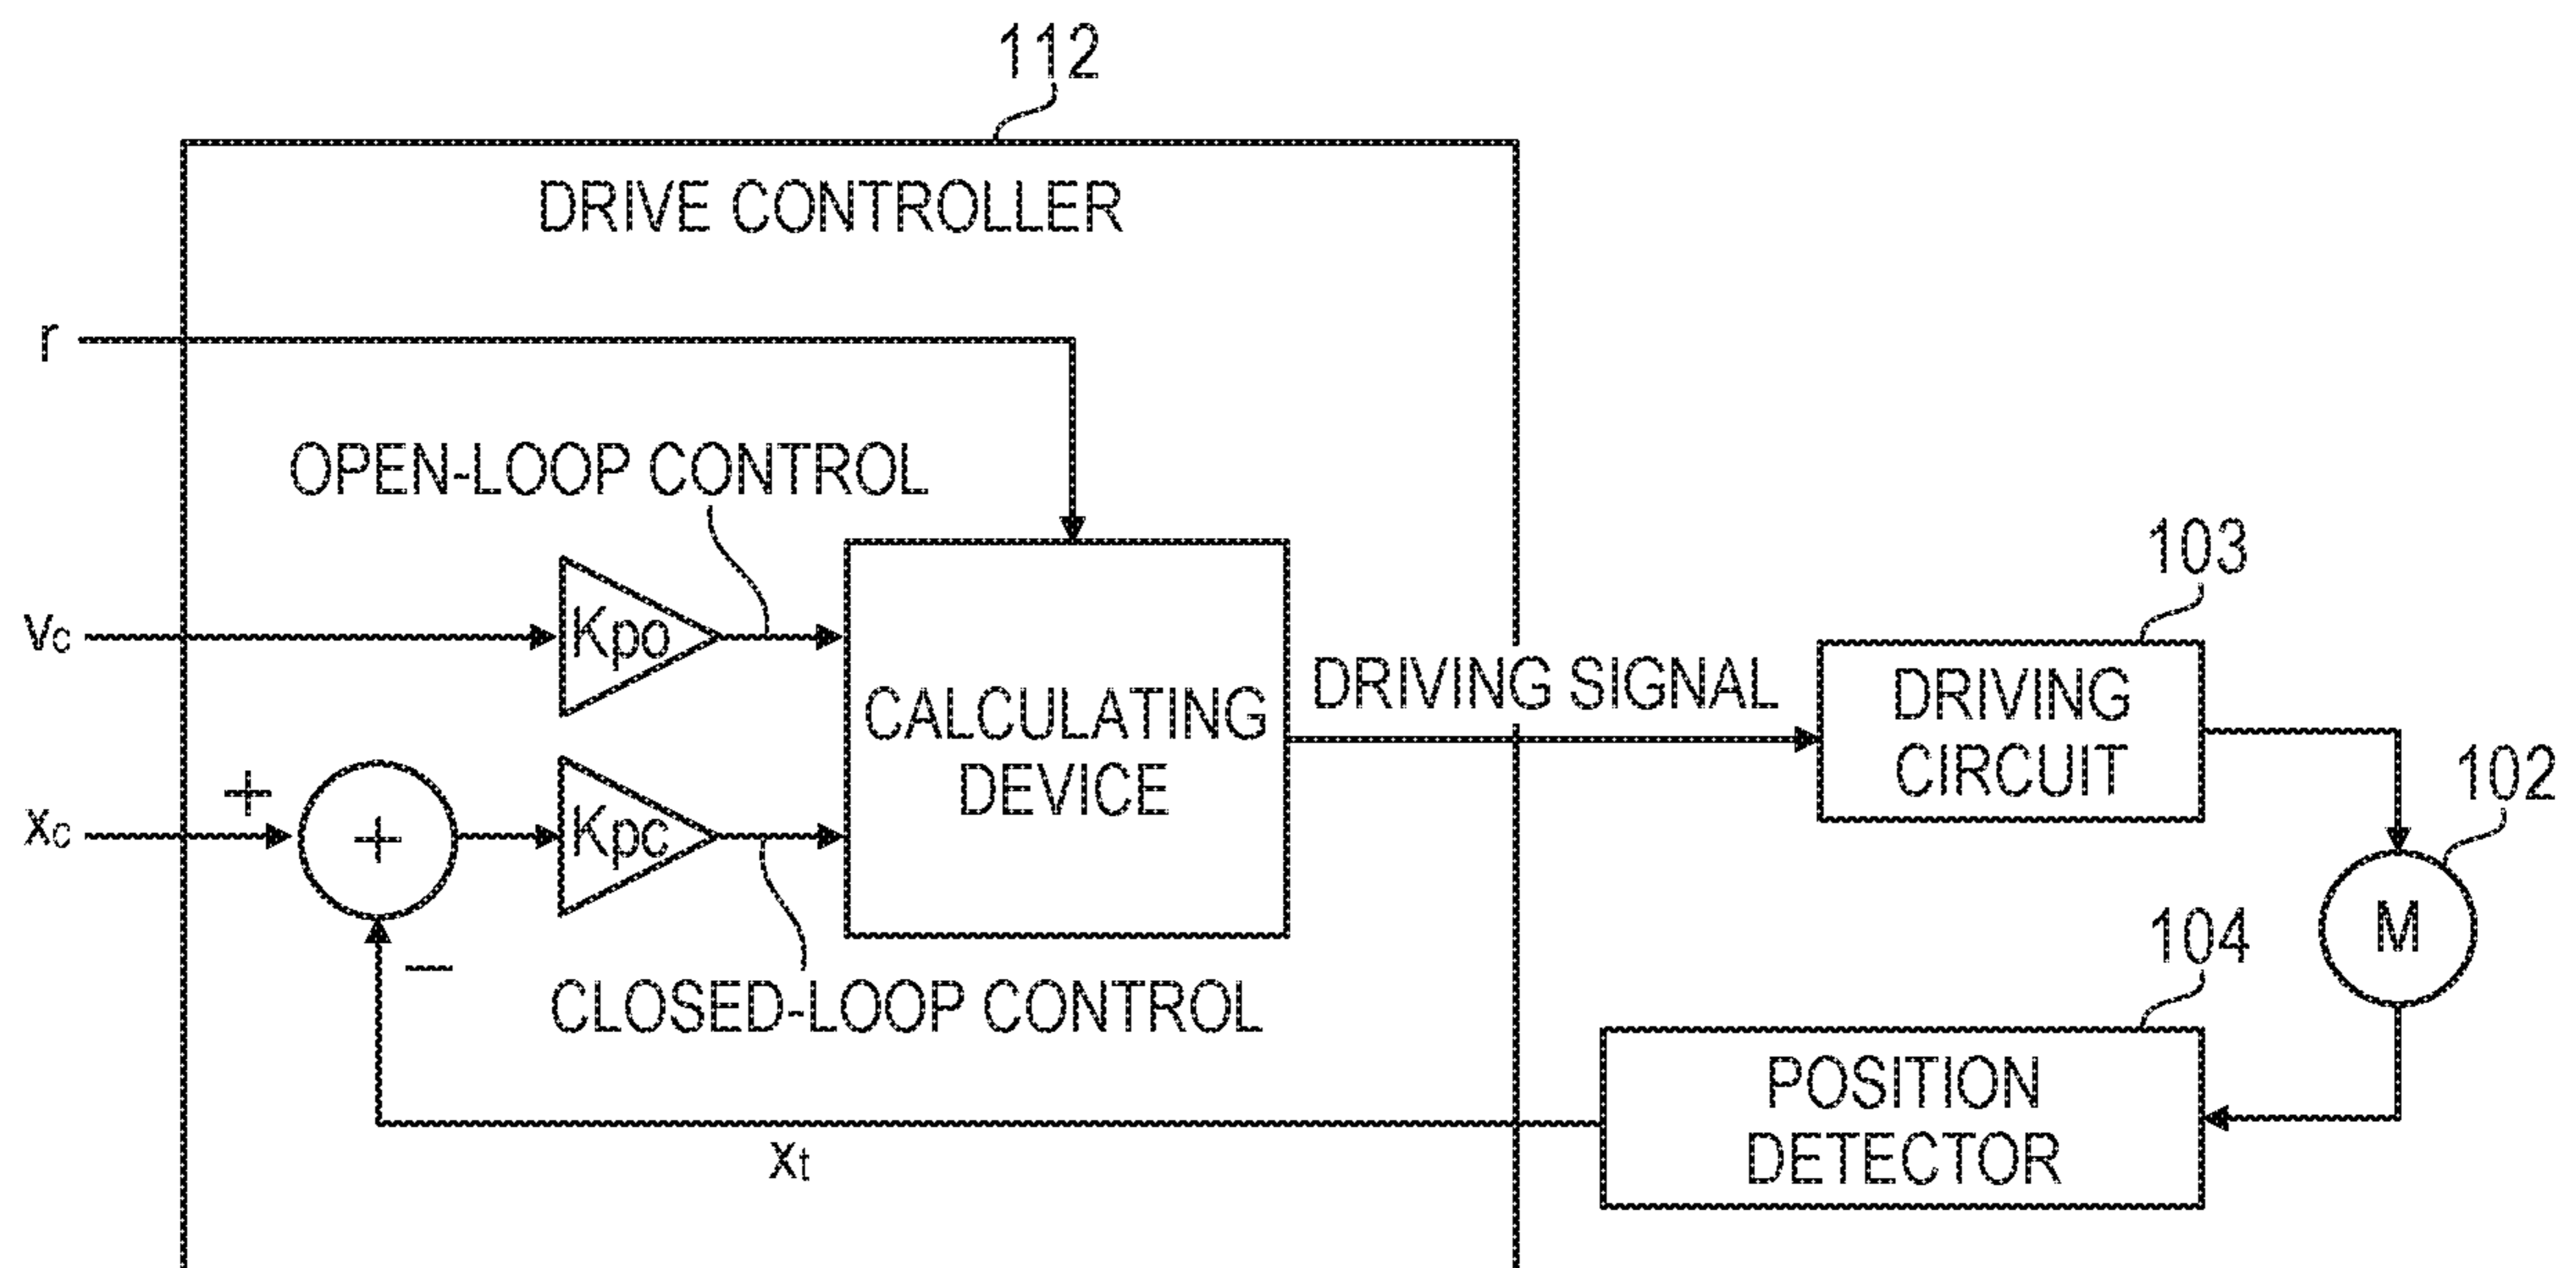 112
DRIVE CONTROLLER
r
OPEN-LOOP CONTROL
103
vc
Kpo
DRIVING SIGNAL
DRIVING
CIRCUIT
CALCULATING
DEVICE
102
+
xc
+
Kpc
M
104
−
CLOSED-LOOP CONTROL
POSITION
DETECTOR
xt